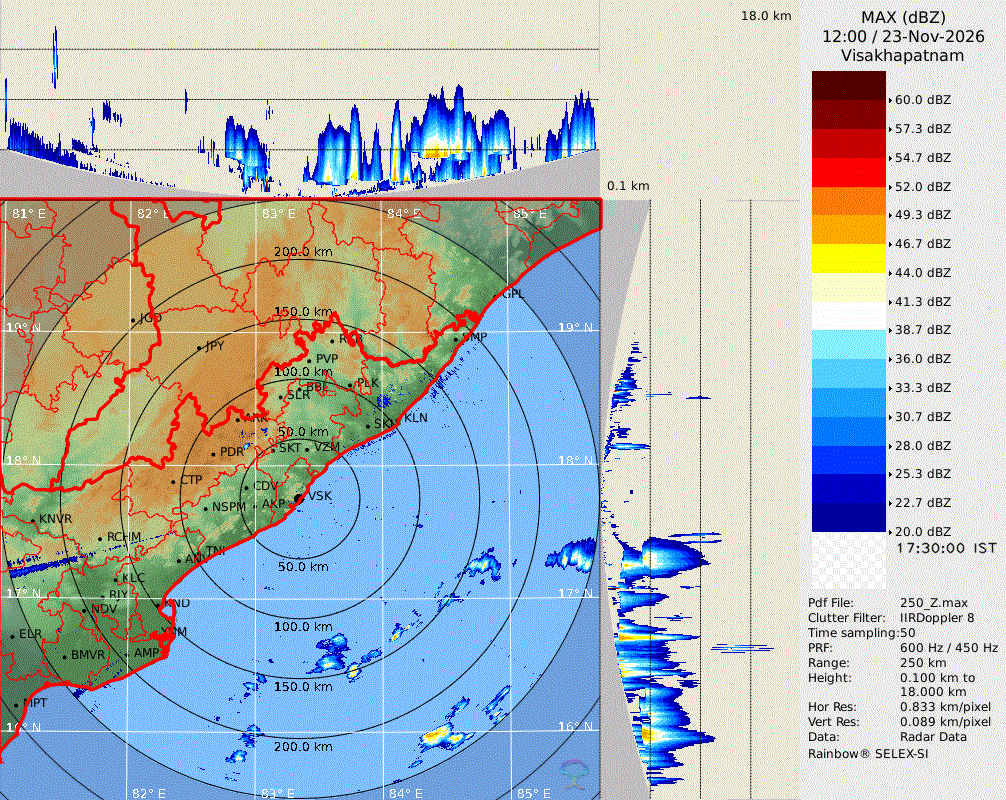 18.0 km
MAX (dBZ)
12:00 / 23-Nov-2026
Visakhapatnam
60.0 dBZ
57.3 dBZ
54.7 dBZ
52.0 dBZ
49.3 dBZ
46.7 dBZ
44.0 dBZ
41.3 dBZ
38.7 dBZ
36.0 dBZ
33.3 dBZ
30.7 dBZ
28.0 dBZ
25.3 dBZ
22.7 dBZ
20.0 dBZ
17:30:00 IST
0.1 km
81° E 82° E 83° E 84° E 85° E
200.0 km
GPL
150.0 km
JGD
19° N 19° N
JPY
SMP
PVP
100.0 km
BBL PLK
SLR
KLN
50.0 km
SKT VZM
PDR
18° N 18° N
CTP
CDV
VSK
NSPM AKP
KNVR
RCHM
TNI
50.0 km
KLC
RJY
17° N 17° N
NDV KND
100.0 km
ELR YNM
BMVR AMP
150.0 km
MPT
16° N 16° N
200.0 km
82° E 83° E 84° E 85° E
Pdf File: 250_Z.max
Clutter Filter: IIRDoppler 8
Time sampling:50
PRF: 600 Hz / 450 Hz
Range: 250 km
Height: 0.100 km to
18.000 km
Hor Res: 0.833 km/pixel
Vert Res: 0.089 km/pixel
Data: Radar Data
Rainbow® SELEX-SI